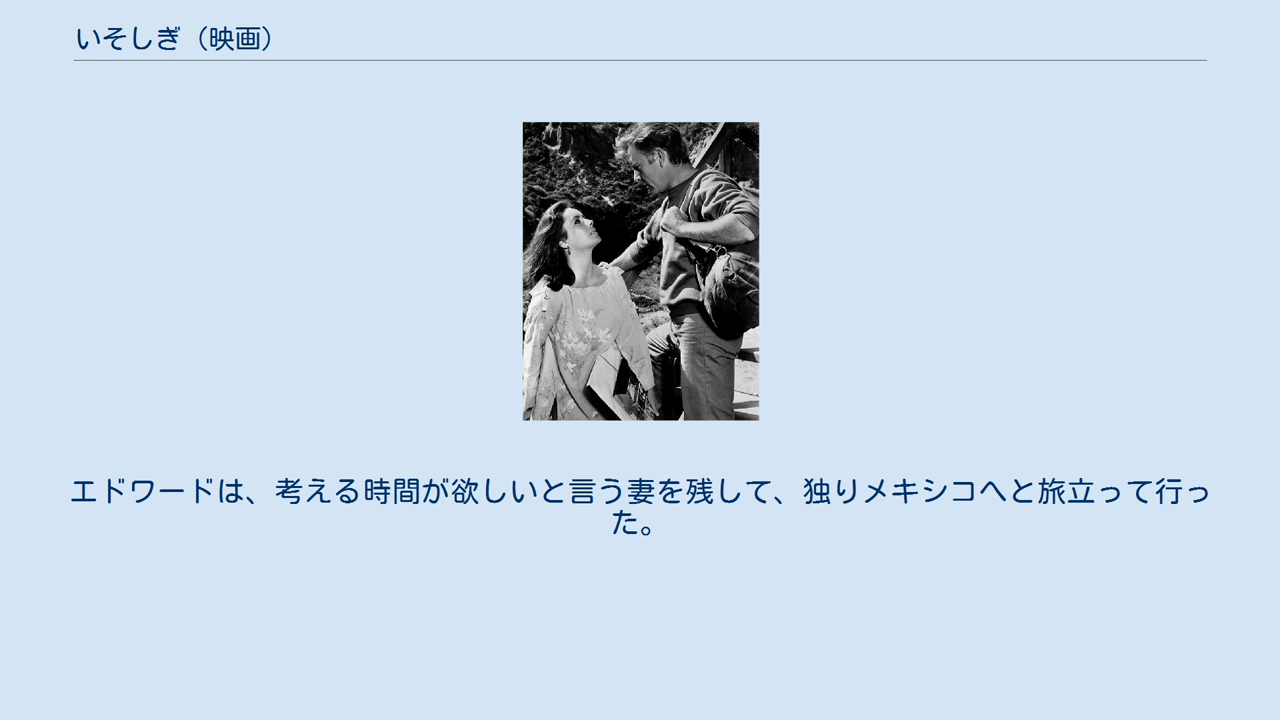 いそしぎ（映画）
エドワードは、考える時間が欲しいと言う妻を残して、独りメキシコへと旅立って行っ
た。